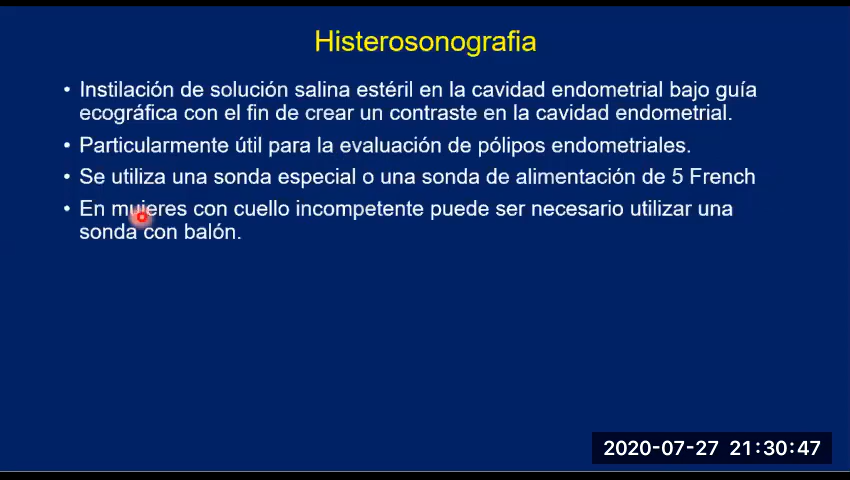 Histerosonografia
• Instilación de solución salina estéril en la cavidad endometrial bajo guía
ecográfica con el fin de crear un contraste en la cavidad endometrial.
• Particularmente útil para la evaluación de pólipos endometriales.
• Se utiliza una sonda especial o una sonda de alimentación de 5 French
• En mujeres con cuello incompetente puede ser necesario utilizar una
sonda con balón.
2020-07-27 21:30:47